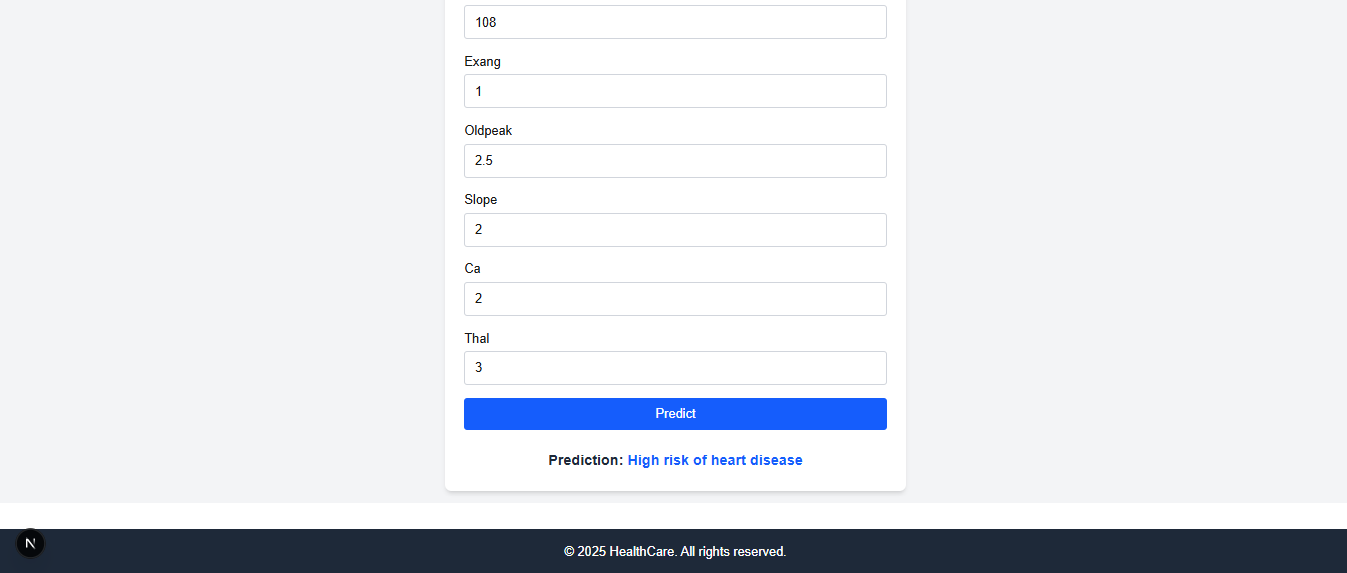 108
Exang
1
Oldpeak
2.5
Slope
2
Ca
2
Thal
3
Predict
Prediction: High risk of heart disease
N
© 2025 HealthCare. All rights reserved.